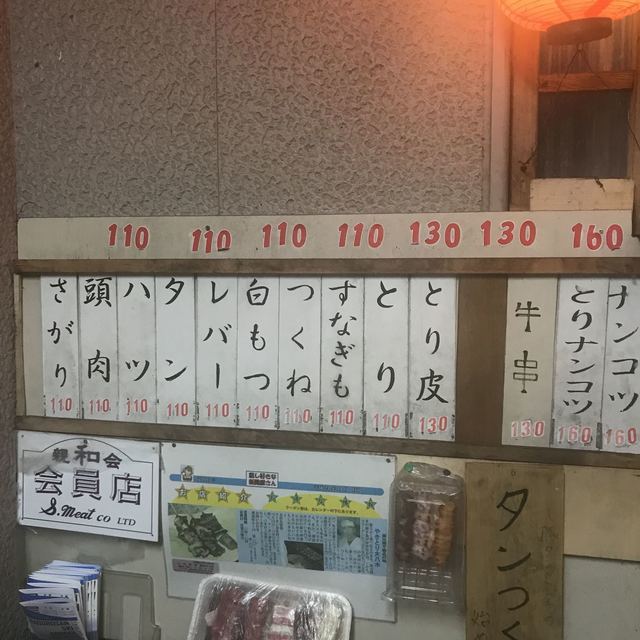 110 110 110 110 130 130 160
さがり 110
頭肉 110
ハツ 110
タン 110
レバー 110
白もつ 110
つくね 110
すなぎも 110
とり 110
とり皮 130
牛串 130
とりナンコツ 160
ナンコツ 160
親和会
会員店
S.Meat CO LTD
タンつく